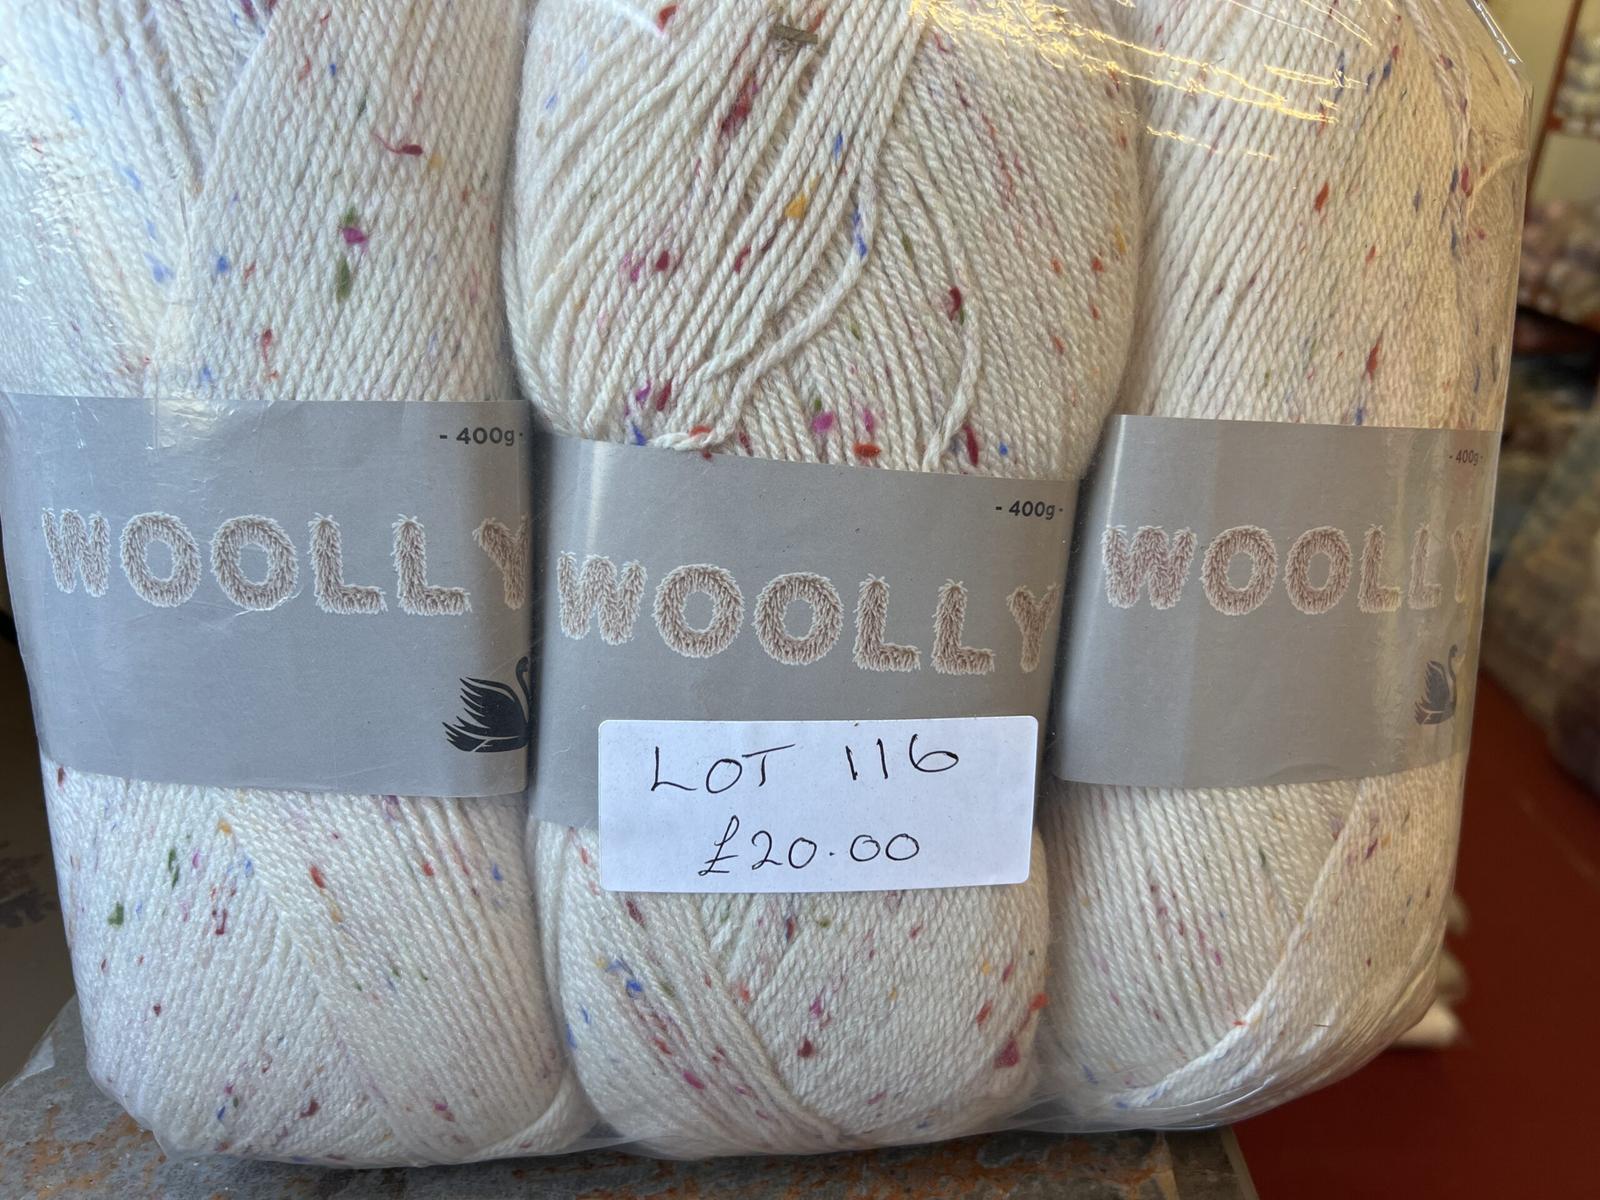 - 400g -
WOOLLY
- 400g -
WOOLLY
- 400g -
WOOLLY
LOT 116
£20.00